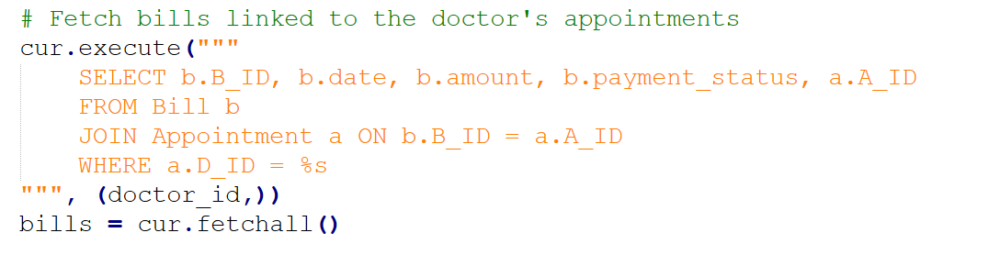 # Fetch bills linked to the doctor's appointments
cur.execute("""
    SELECT b.B_ID, b.date, b.amount, b.payment_status, a.A_ID
    FROM Bill b
    JOIN Appointment a ON b.B_ID = a.A_ID
    WHERE a.D_ID = %s
""", (doctor_id,))
bills = cur.fetchall()